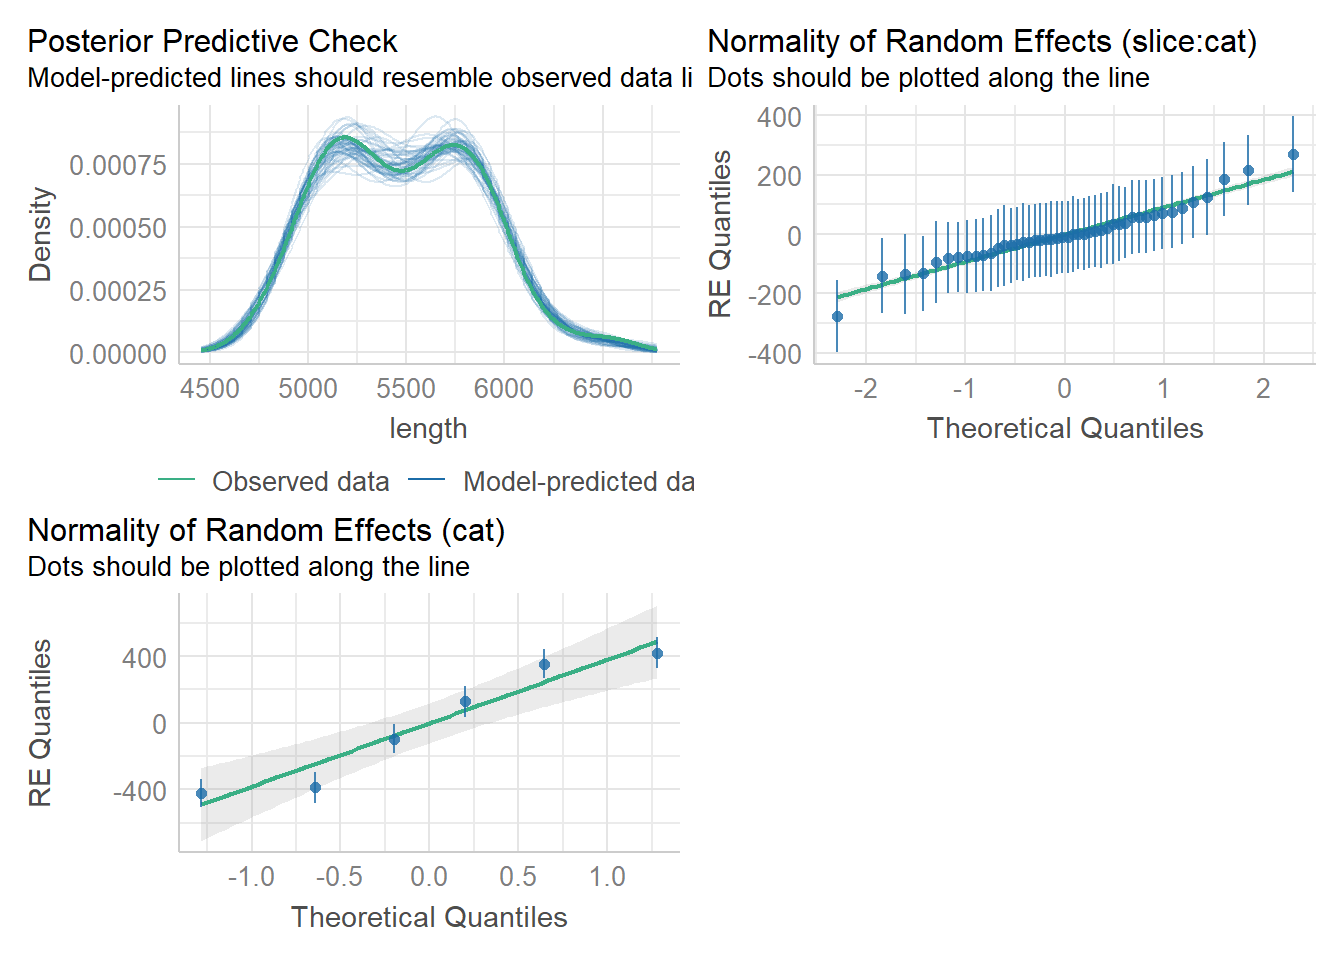 Posterior Predictive Check
Model-predicted lines should resemble observed data li
0.00075
0.00050
0.00025
0.00000
Density
4500 5000 5500 6000 6500
length
Observed data Model-predicted da
Normality of Random Effects (slice:cat)
Dots should be plotted along the line
400
200
0
-200
-400
RE Quantiles
-2 -1 0 1 2
Theoretical Quantiles
Normality of Random Effects (cat)
Dots should be plotted along the line
400
0
-400
RE Quantiles
-1.0 -0.5 0.0 0.5 1.0
Theoretical Quantiles